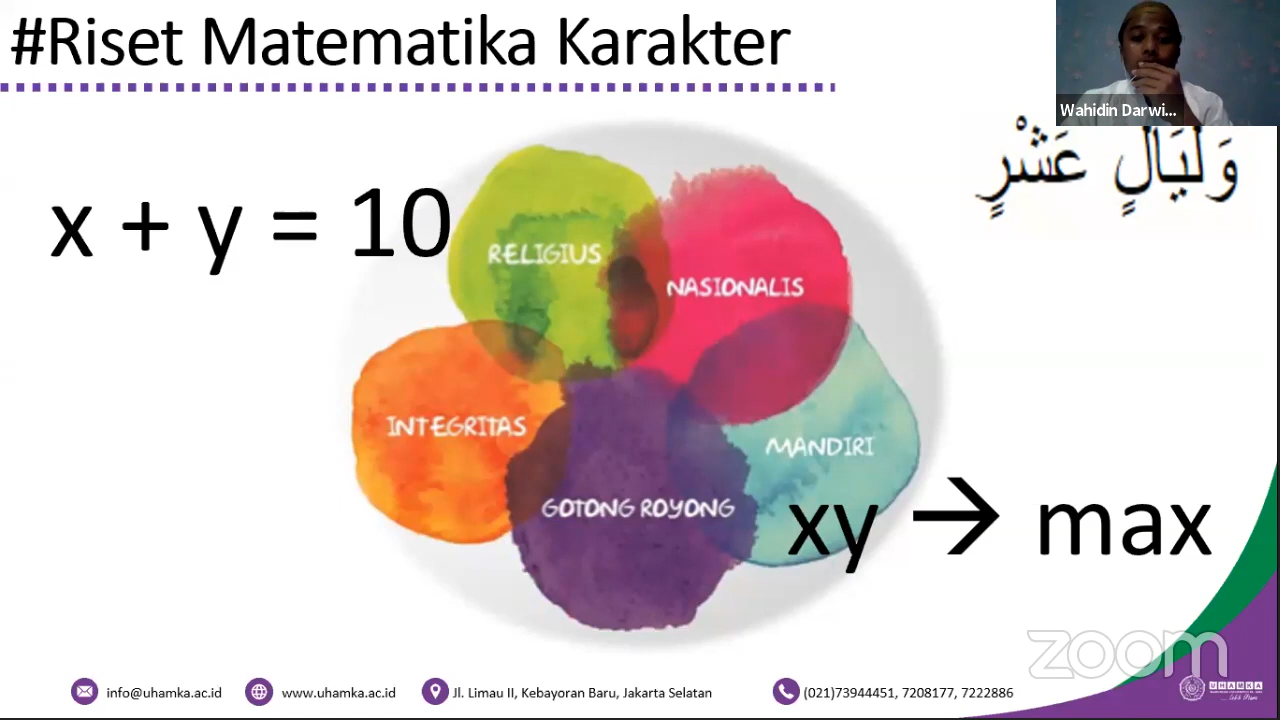 #Riset Matematika Karakter
Wahidin Darwi...
وَلَيَالٍ عَشْرٍ
x + y = 10
RELIGIUS
NASIONALIS
INTEGRITAS
MANDIRI
GOTONG ROYONG
xy → max
zoom
info@uhamka.ac.id
www.uhamka.ac.id
Jl. Limau II, Kebayoran Baru, Jakarta Selatan
(021)73944451, 7208177, 7222886
UHAMKA